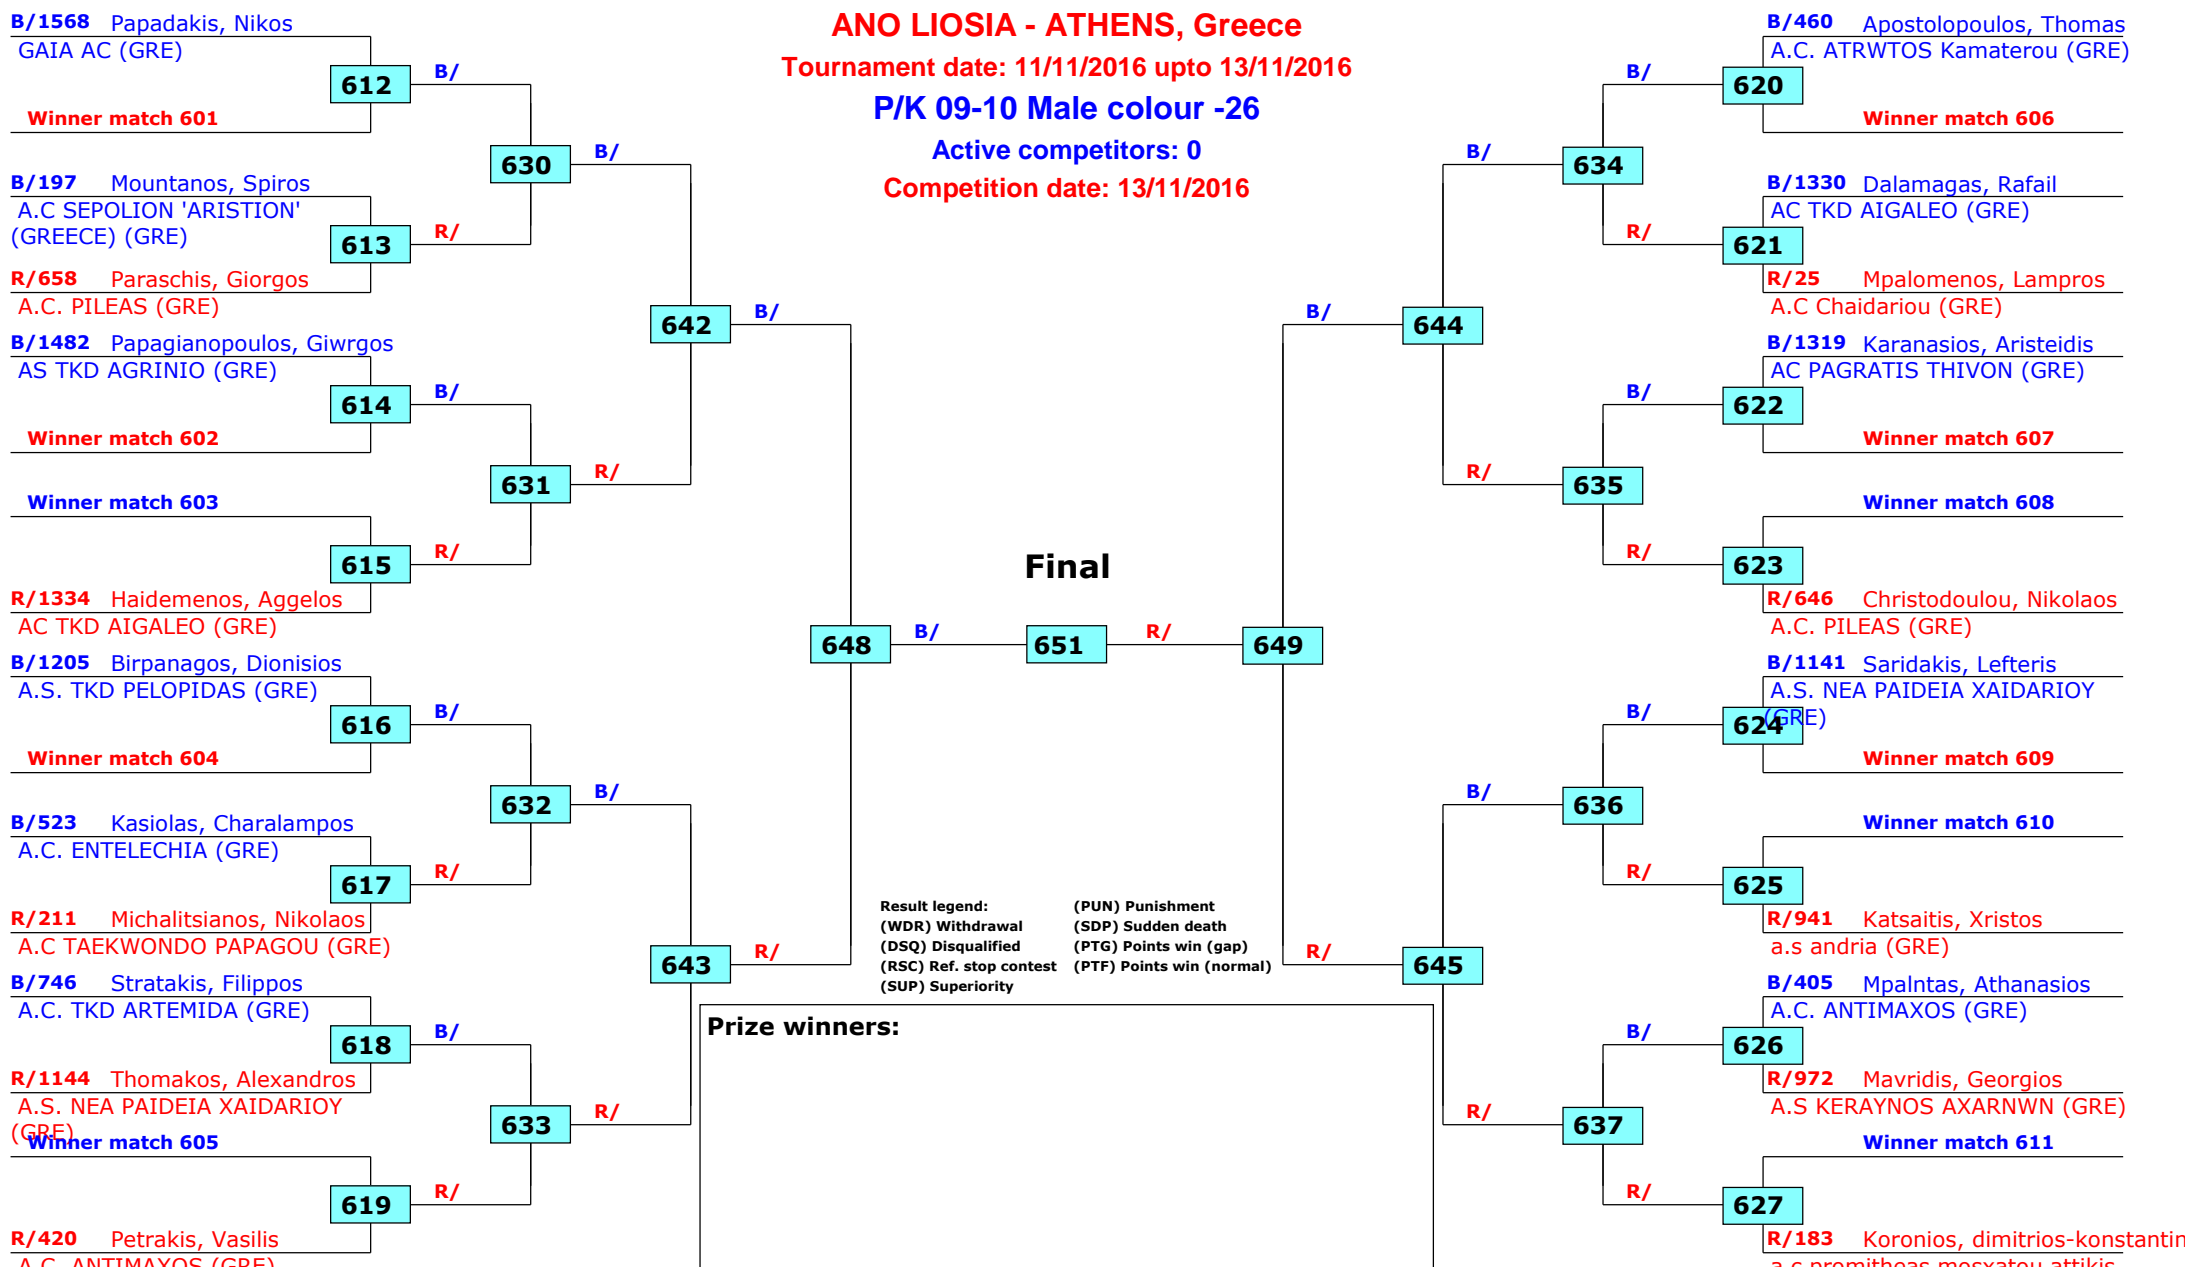 ANO LIOSIA - ATHENS, Greece
Tournament date: 11/11/2016 upto 13/11/2016
P/K 09-10 Male colour -26
Active competitors: 0
Competition date: 13/11/2016
B/1568 Papadakis, Nikos
GAIA AC (GRE)
612
B/
Winner match 601
630
B/
B/197 Mountanos, Spiros
A.C SEPOLION 'ARISTION'
(GREECE) (GRE)
613
R/
R/658 Paraschis, Giorgos
A.C. PILEAS (GRE)
642
B/
B/1482 Papagianopoulos, Giwrgos
AS TKD AGRINIO (GRE)
614
B/
Winner match 602
631
R/
Winner match 603
615
R/
R/1334 Haidemenos, Aggelos
AC TKD AIGALEO (GRE)
648
B/
B/1205 Birpanagos, Dionisios
A.S. TKD PELOPIDAS (GRE)
616
B/
Winner match 604
632
B/
B/523 Kasiolas, Charalampos
A.C. ENTELECHIA (GRE)
617
R/
R/211 Michalitsianos, Nikolaos
A.C TAEKWONDO PAPAGOU (GRE)
643
R/
B/746 Stratakis, Filippos
A.C. TKD ARTEMIDA (GRE)
618
B/
R/1144 Thomakos, Alexandros
A.S. NEA PAIDEIA XAIDARIOY
(GRE)
633
R/
Winner match 605
619
R/
R/420 Petrakis, Vasilis
A.C. ANTIMAXOS (GRE)
Final
651
R/
649
Result legend:
(WDR) Withdrawal
(DSQ) Disqualified
(RSC) Ref. stop contest
(SUP) Superiority
(PUN) Punishment
(SDP) Sudden death
(PTG) Points win (gap)
(PTF) Points win (normal)
Prize winners:
B/460 Apostolopoulos, Thomas
A.C. ATRWTOS Kamaterou (GRE)
B/
620
Winner match 606
B/
634
B/1330 Dalamagas, Rafail
AC TKD AIGALEO (GRE)
R/
621
R/25 Mpalomenos, Lampros
A.C Chaidariou (GRE)
B/
644
B/1319 Karanasios, Aristeidis
AC PAGRATIS THIVON (GRE)
B/
622
Winner match 607
R/
635
Winner match 608
R/
623
R/646 Christodoulou, Nikolaos
A.C. PILEAS (GRE)
B/1141 Saridakis, Lefteris
A.S. NEA PAIDEIA XAIDARIOY
(GRE)
B/
624
Winner match 609
B/
636
Winner match 610
R/
625
R/941 Katsaitis, Xristos
a.s andria (GRE)
R/
645
B/405 Mpalntas, Athanasios
A.C. ANTIMAXOS (GRE)
B/
626
R/972 Mavridis, Georgios
A.S KERAYNOS AXARNWN (GRE)
R/
637
Winner match 611
R/
627
R/183 Koronios, dimitrios-konstantin
a.c promitheas mosxatou attikis